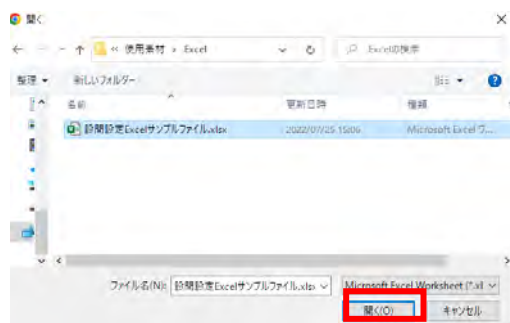 開く
使用素材 › Excel
Excelの検索
整理 新しいフォルダー
名前 更新日時 種類
設問設定Excelサンプルファイル.xlsx 2022/07/25 15:06 Microsoft Excel ワ...
ファイル名(N): 設問設定Excelサンプルファイル.xlsx Microsoft Excel Worksheet (*.xl
開く(O) キャンセル